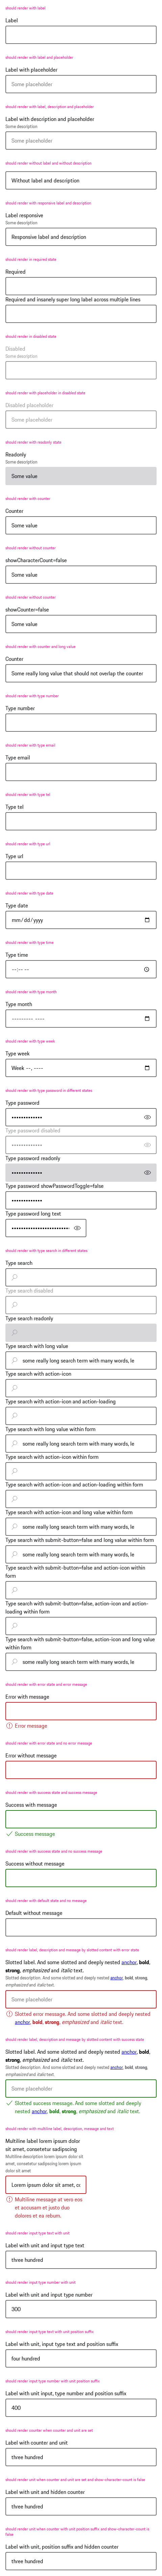 should render with label
Label
should render with label and placeholder
Label with placeholder
Some placeholder
should render with label, description and placeholder
Label with description and placeholder
Some description
Some placeholder
should render without label and without description
Without label and description
should render with responsive label and description
Label responsive
Some description
Responsive label and description
should render in required state
Required
Required and insanely super long label across multiple lines
should render in disabled state
Disabled
Some description
should render with placeholder in disabled state
Disabled placeholder
Some placeholder
should render with readonly state
Readonly
Some description
Some value
should render with counter
Counter
Some value
should render without counter
showCharacterCount=false
Some value
should render without counter
showCounter=false
Some value
should render with counter and long value
Counter
Some really long value that should not overlap the counter
should render with type number
Type number
should render with type email
Type email
should render with type tel
Type tel
should render with type url
Type url
should render with type date
Type date
mm/dd/yyyy
should render with type time
Type time
--:-- --
should render with type month
Type month
--------- ----
should render with type week
Type week
Week --, ----
should render with type password in different states
Type password
Type password disabled
Type password readonly
Type password showPasswordToggle=false
Type password long text
should render with type search in different states
Type search
Type search disabled
Type search readonly
Type search with long value
some really long search term with many words, le
Type search with action-icon
Type search with action-icon and action-loading
Type search with long value within form
some really long search term with many words, le
Type search with action-icon within form
Type search with action-icon and action-loading within form
Type search with action-icon and long value within form
some really long search term with many words, le
Type search with submit-button=false and long value within form
some really long search term with many words, le
Type search with submit-button=false and action-icon within
form
Type search with submit-button=false, action-icon and action-
loading within form
Type search with submit-button=false, action-icon and long value
within form
some really long search term with many words, le
should render with error state and error message
Error with message
Error message
should render with error state and no error message
Error without message
should render with success state and success message
Success with message
Success message
should render with success state and no success message
Success without message
should render with default state and no message
Default without message
should render label, description and message by slotted content with error state
Slotted label. And some slotted and deeply nested anchor, bold,
strong, emphasized and italic text.
Slotted description. And some slotted and deeply nested anchor, bold, strong,
emphasized and italic text.
Some placeholder
Slotted error message. And some slotted and deeply nested
anchor, bold, strong, emphasized and italic text.
should render label, description and message by slotted content with success state
Slotted label. And some slotted and deeply nested anchor, bold,
strong, emphasized and italic text.
Slotted description. And some slotted and deeply nested anchor, bold, strong,
emphasized and italic text.
Some placeholder
Slotted success message. And some slotted and deeply
nested anchor, bold, strong, emphasized and italic text.
should render with multiline label, description, message and text
Multiline label lorem ipsum dolor
sit amet, consetetur sadipscing
Multiline description lorem ipsum dolor sit
amet, consetetur sadipscing lorem ipsum
dolor sit amet
Lorem ipsum dolor sit amet, co
Multiline message at vero eos
et accusam et justo duo
dolores et ea rebum.
should render input type text with unit
Label with unit and input type text
three hundred
should render input type number with unit
Label with unit and input type number
300
should render input type text with unit position suffix
Label with unit, input type text and position suffix
four hundred
should render input type number with unit position suffix
Label with unit input, type number and position suffix
400
should render counter when counter and unit are set
Label with counter and unit
three hundred
should render unit when counter and unit are set and show-character-count is false
Label with unit and hidden counter
three hundred
should render unit when counter with unit position suffix and show-character-count is
false
Label with unit, position suffix and hidden counter
three hundred